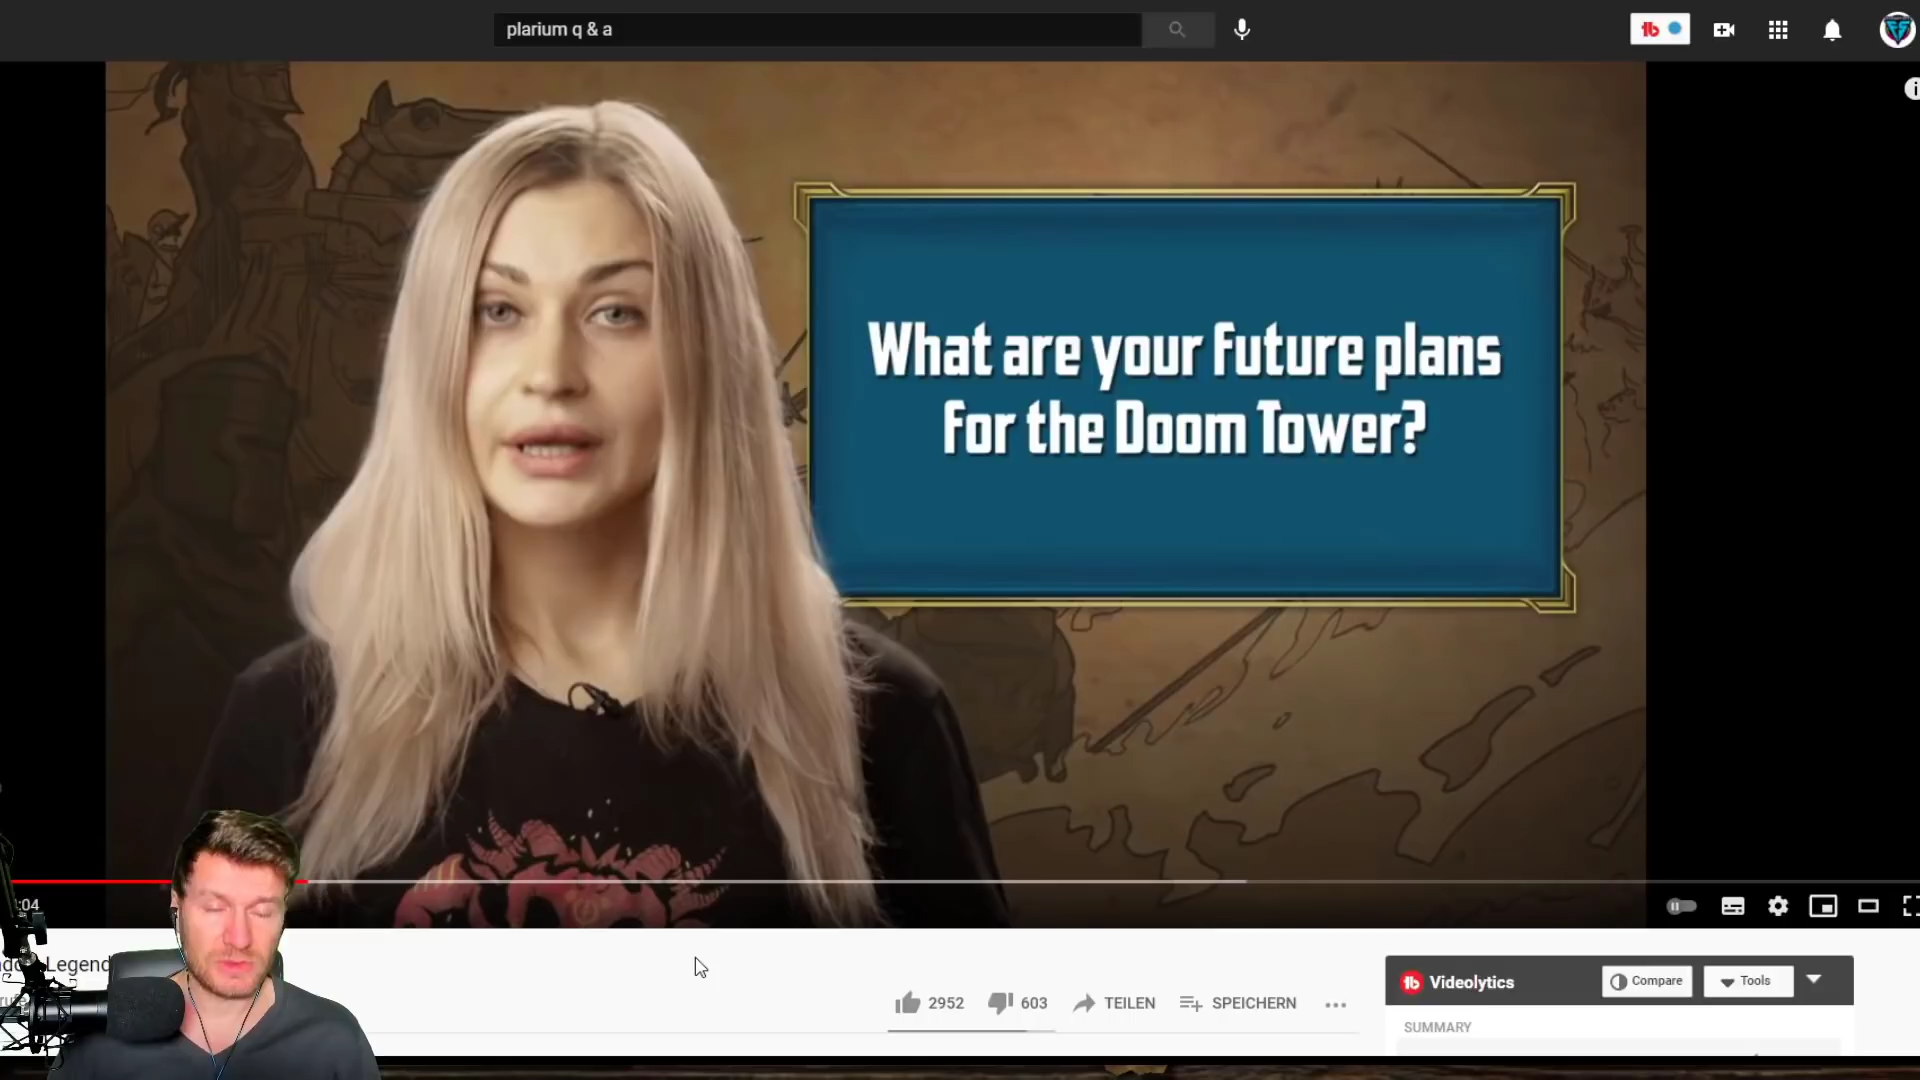 plarium q & a
What are your future plans
for the Doom Tower?
:04
Legend
2952
603
TEILEN
SPEICHERN
Videolytics
Compare
Tools
SUMMARY